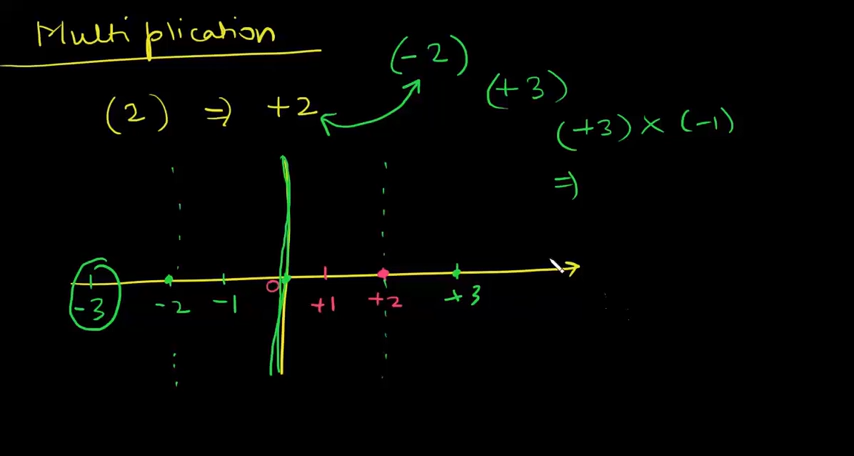 Multiplication
(-2)
(2) ⇒ +2
(+3)
(+3) × (-1)
⇒
-3 -2 -1 0 +1 +2 +3